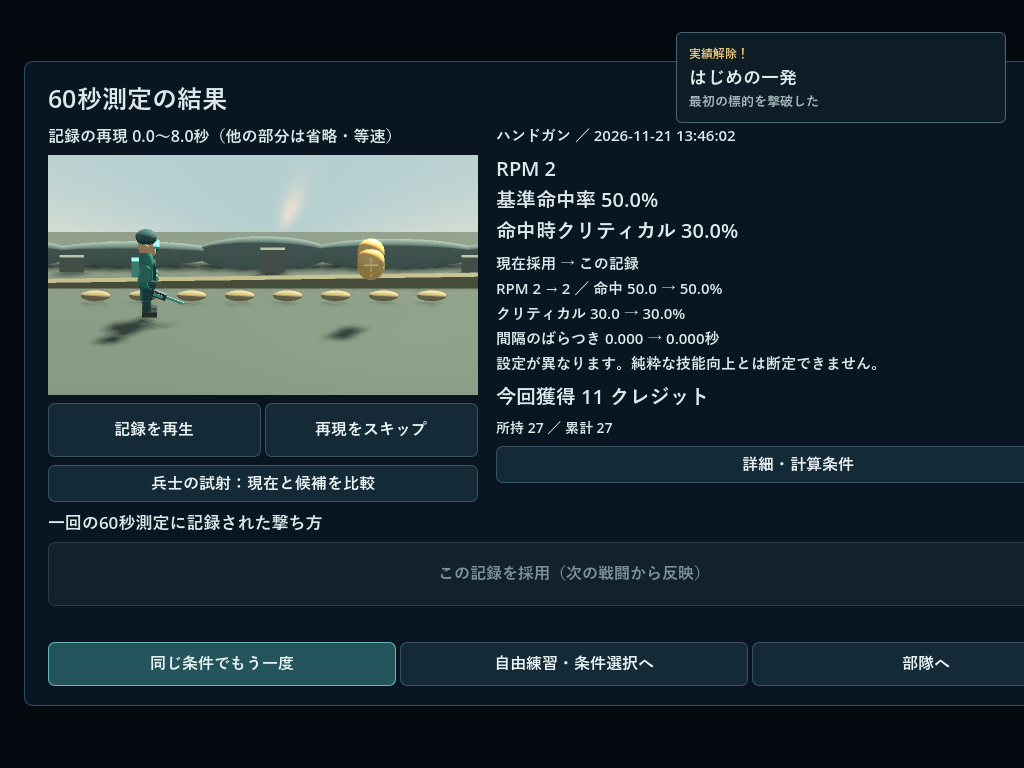 実績解除！
はじめの一発
最初の標的を撃破した
60秒測定の結果
記録の再現 0.0〜8.0秒（他の部分は省略・等速）
ハンドガン ／ 2026-11-21 13:46:02
RPM 2
基準命中率 50.0%
命中時クリティカル 30.0%
現在採用 → この記録
RPM 2 → 2 ／ 命中 50.0 → 50.0%
クリティカル 30.0 → 30.0%
間隔のばらつき 0.000 → 0.000秒
設定が異なります。純粋な技能向上とは断定できません。
今回獲得 11 クレジット
所持 27 ／ 累計 27
詳細・計算条件
記録を再生
再現をスキップ
兵士の試射：現在と候補を比較
一回の60秒測定に記録された撃ち方
この記録を採用（次の戦闘から反映）
同じ条件でもう一度
自由練習・条件選択へ
部隊へ